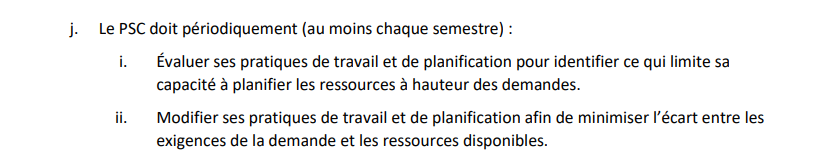 j. Le PSC doit périodiquement (au moins chaque semestre) :
i. Évaluer ses pratiques de travail et de planification pour identifier ce qui limite sa
capacité à planifier les ressources à hauteur des demandes.
ii. Modifier ses pratiques de travail et de planification afin de minimiser l’écart entre les
exigences de la demande et les ressources disponibles.